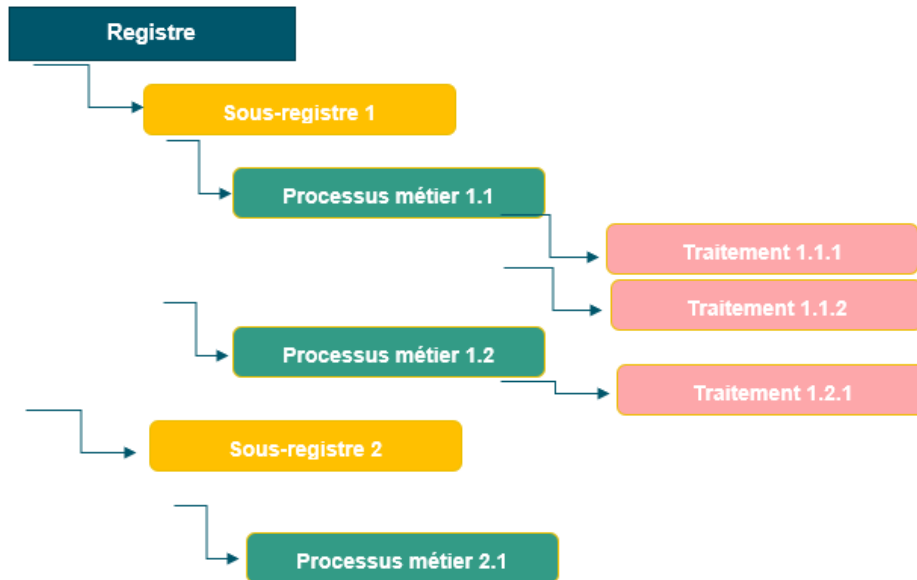 Registre
Sous-registre 1
Processus métier 1.1
Traitement 1.1.1
Traitement 1.1.2
Processus métier 1.2
Traitement 1.2.1
Sous-registre 2
Processus métier 2.1